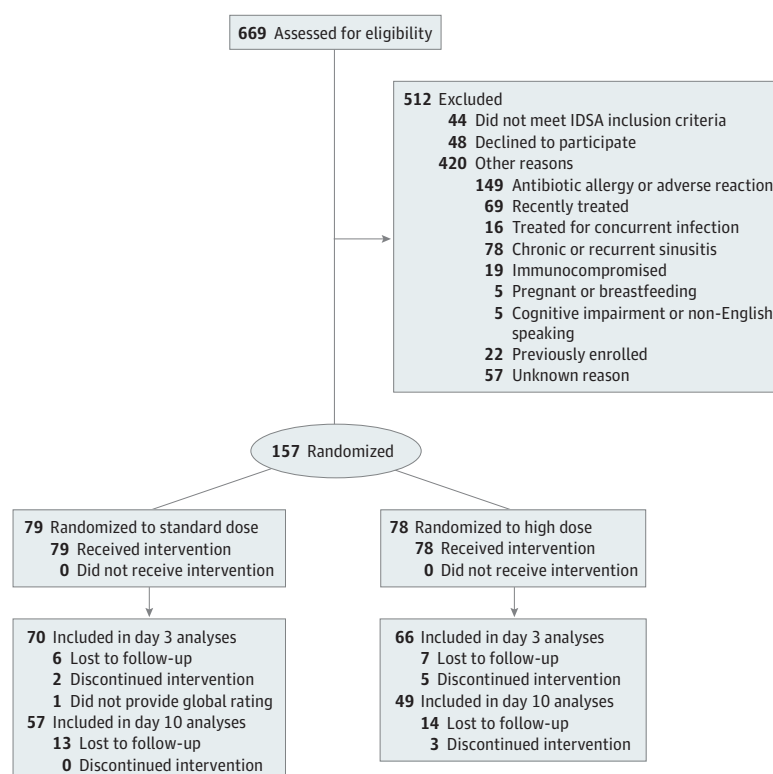 669 Assessed for eligibility
512 Excluded
44 Did not meet IDSA inclusion criteria
48 Declined to participate
420 Other reasons
149 Antibiotic allergy or adverse reaction
69 Recently treated
16 Treated for concurrent infection
78 Chronic or recurrent sinusitis
19 Immunocompromised
5 Pregnant or breastfeeding
5 Cognitive impairment or non-English
speaking
22 Previously enrolled
57 Unknown reason
157 Randomized
79 Randomized to standard dose
79 Received intervention
0 Did not receive intervention
78 Randomized to high dose
78 Received intervention
0 Did not receive intervention
70 Included in day 3 analyses
6 Lost to follow-up
2 Discontinued intervention
1 Did not provide global rating
57 Included in day 10 analyses
13 Lost to follow-up
0 Discontinued intervention
66 Included in day 3 analyses
7 Lost to follow-up
5 Discontinued intervention
49 Included in day 10 analyses
14 Lost to follow-up
3 Discontinued intervention